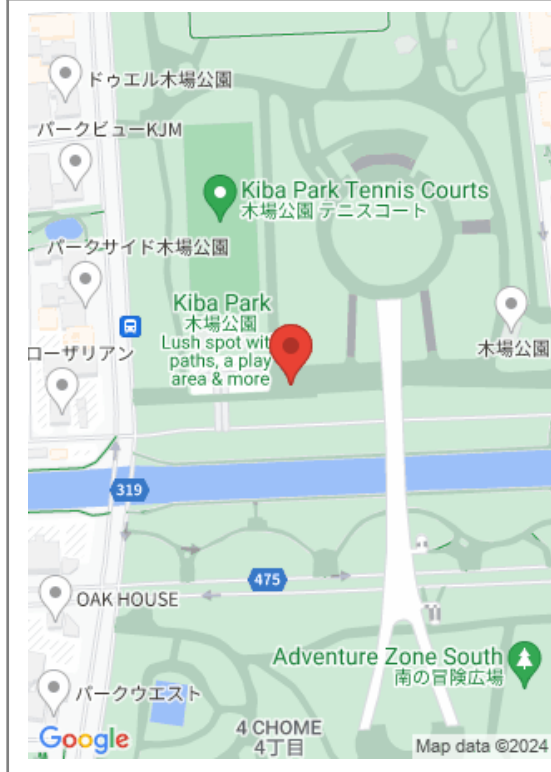 ドゥエル木場公園
パークビューKJM
Kiba Park Tennis Courts
木場公園 テニスコート
パークサイド木場公園
Kiba Park
木場公園
Lush spot with
paths, a play
area & more
ローザリアン
木場公園
319
475
OAK HOUSE
Adventure Zone South
南の冒険広場
パークウエスト
4 CHOME
4丁目
Google
Map data ©2024